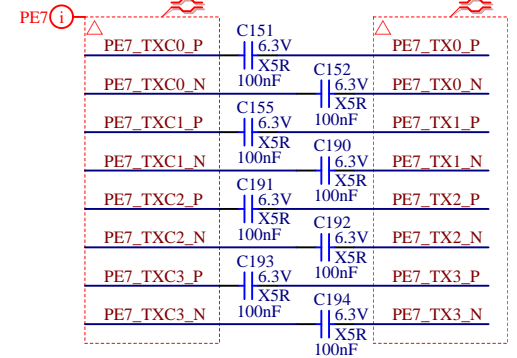 PE7 i
C151
PE7_TXC0_P 6.3V PE7_TX0_P
X5R
100nF
C152
PE7_TXC0_N 6.3V PE7_TX0_N
X5R
100nF
C155
PE7_TXC1_P 6.3V PE7_TX1_P
X5R
100nF
C190
PE7_TXC1_N 6.3V PE7_TX1_N
X5R
100nF
C191
PE7_TXC2_P 6.3V PE7_TX2_P
X5R
100nF
C192
PE7_TXC2_N 6.3V PE7_TX2_N
X5R
100nF
C193
PE7_TXC3_P 6.3V PE7_TX3_P
X5R
100nF
C194
PE7_TXC3_N 6.3V PE7_TX3_N
X5R
100nF